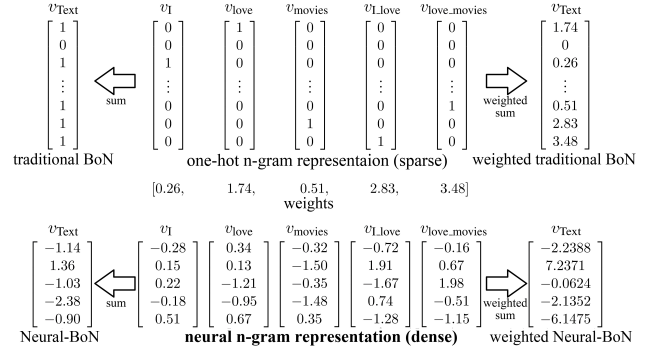 v_Text v_I v_love v_movies v_I_love v_love_movies v_Text
1 0 1 0 0 0 1.74
0 0 0 0 0 0 0
1 1 0 0 0 0 0.26
⋮ ⋮ ⋮ ⋮ ⋮ ⋮ ⋮
1 0 0 0 0 1 0.51
1 0 0 1 0 0 2.83
1 0 0 0 1 0 3.48
sum weighted sum
traditional BoN one-hot n-gram representaion (sparse) weighted traditional BoN
[0.26, 1.74, 0.51, 2.83, 3.48]
weights
v_Text v_I v_love v_movies v_I_love v_love_movies v_Text
−1.14 −0.28 0.34 −0.32 −0.72 −0.16 −2.2388
1.36 0.15 0.13 −1.50 1.91 0.67 7.2371
−1.03 0.22 −1.21 −0.35 −1.67 1.98 −0.0624
−2.38 −0.18 −0.95 −1.48 0.74 −0.51 −2.1352
−0.90 0.51 0.67 0.35 −1.28 −1.15 −6.1475
sum weighted sum
Neural-BoN neural n-gram representation (dense) weighted Neural-BoN